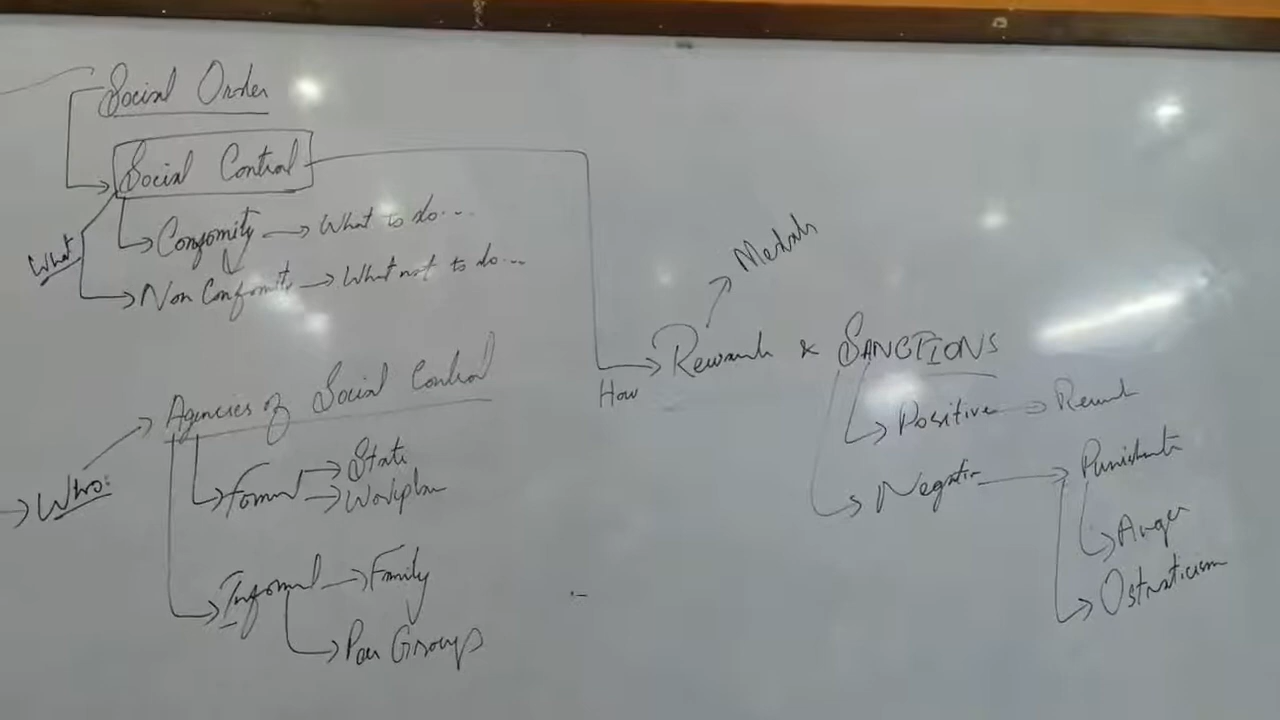 Social Order
Social Control
What
Conformity → What to do...
Non Conformity → What not to do...
Who:
Agencies of Social Control
Formal → State
→ Workplace
Informal → Family
→ Peer Groups
How
Rewards & SANCTIONS
Medals
Positive → Reward
Negative → Punishment
→ Anger
→ Ostracism